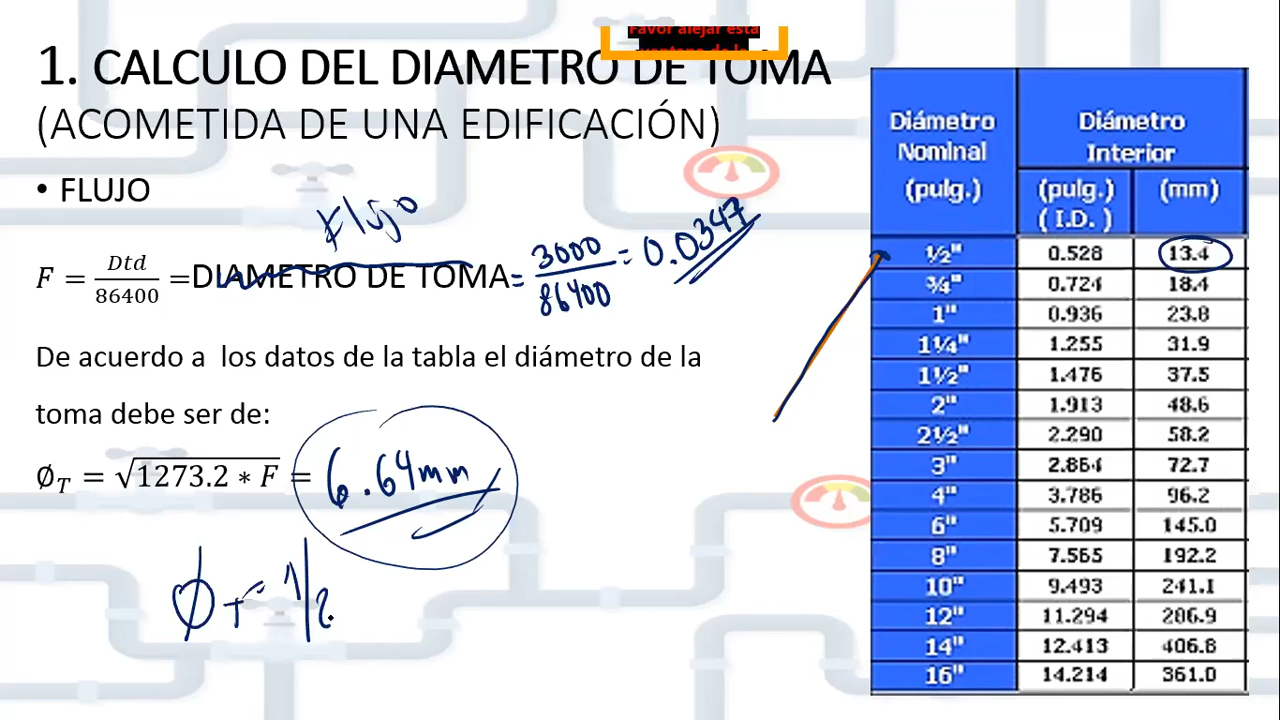 Favor alejar esta
ventana de la
1. CALCULO DEL DIAMETRO DE TOMA
(ACOMETIDA DE UNA EDIFICACIÓN)
• FLUJO
Flujo
F = Dtd / 86400 = DIAMETRO DE TOMA = 3000 / 86400 = 0.0347
De acuerdo a los datos de la tabla el diámetro de la
toma debe ser de:
∅T = √1273.2 * F = 6.64mm
ϕT = 1/2
Diámetro Nominal (pulg.) Diámetro Interior
(pulg.) (I.D.) (mm)
½" 0.528 13.4
¾" 0.724 18.4
1" 0.936 23.8
1¼" 1.255 31.9
1½" 1.476 37.5
2" 1.913 48.6
2½" 2.290 58.2
3" 2.864 72.7
4" 3.786 96.2
6" 5.709 145.0
8" 7.565 192.2
10" 9.493 241.1
12" 11.294 286.9
14" 12.413 406.8
16" 14.214 361.0